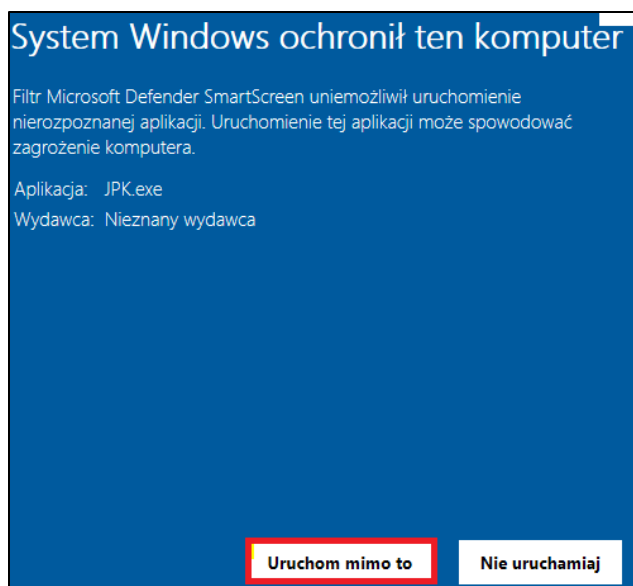 System Windows ochronił ten komputer
Filtr Microsoft Defender SmartScreen uniemożliwił uruchomienie
nierozpoznanej aplikacji. Uruchomienie tej aplikacji może spowodować
zagrożenie komputera.
Aplikacja: JPK.exe
Wydawca: Nieznany wydawca
Uruchom mimo to
Nie uruchamiaj